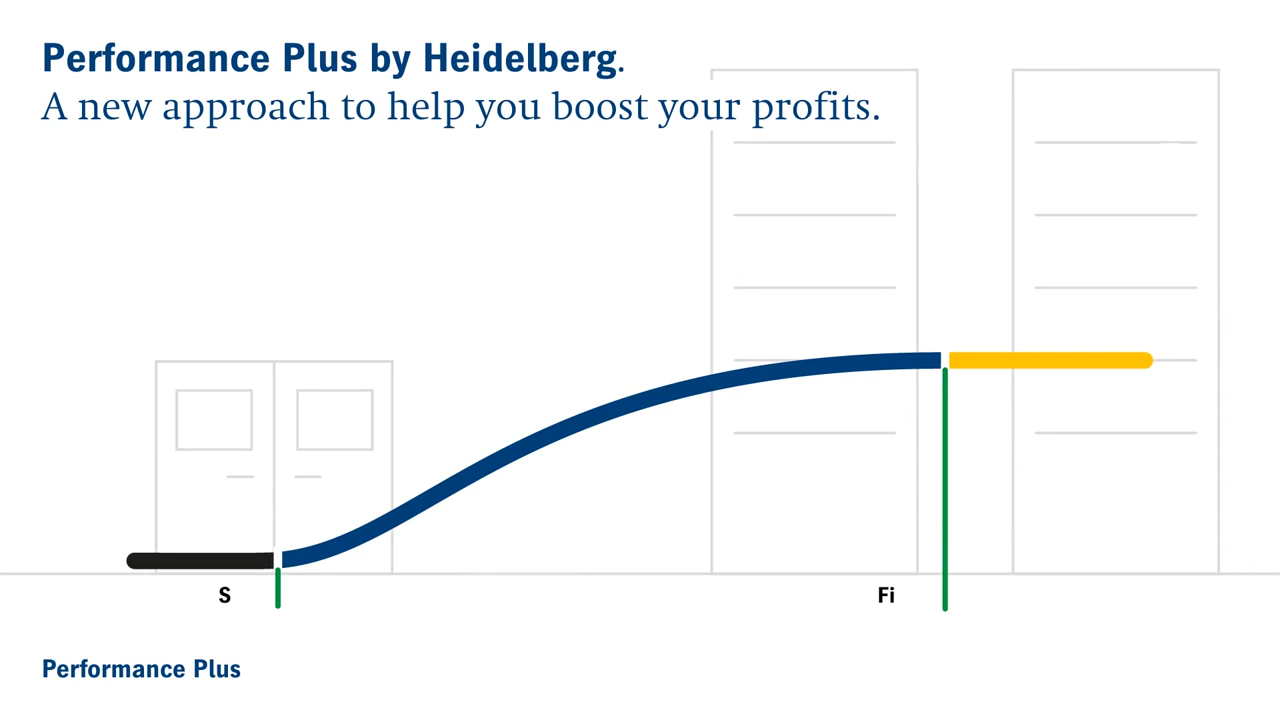 Performance Plus by Heidelberg.
A new approach to help you boost your profits.
S
Fi
Performance Plus